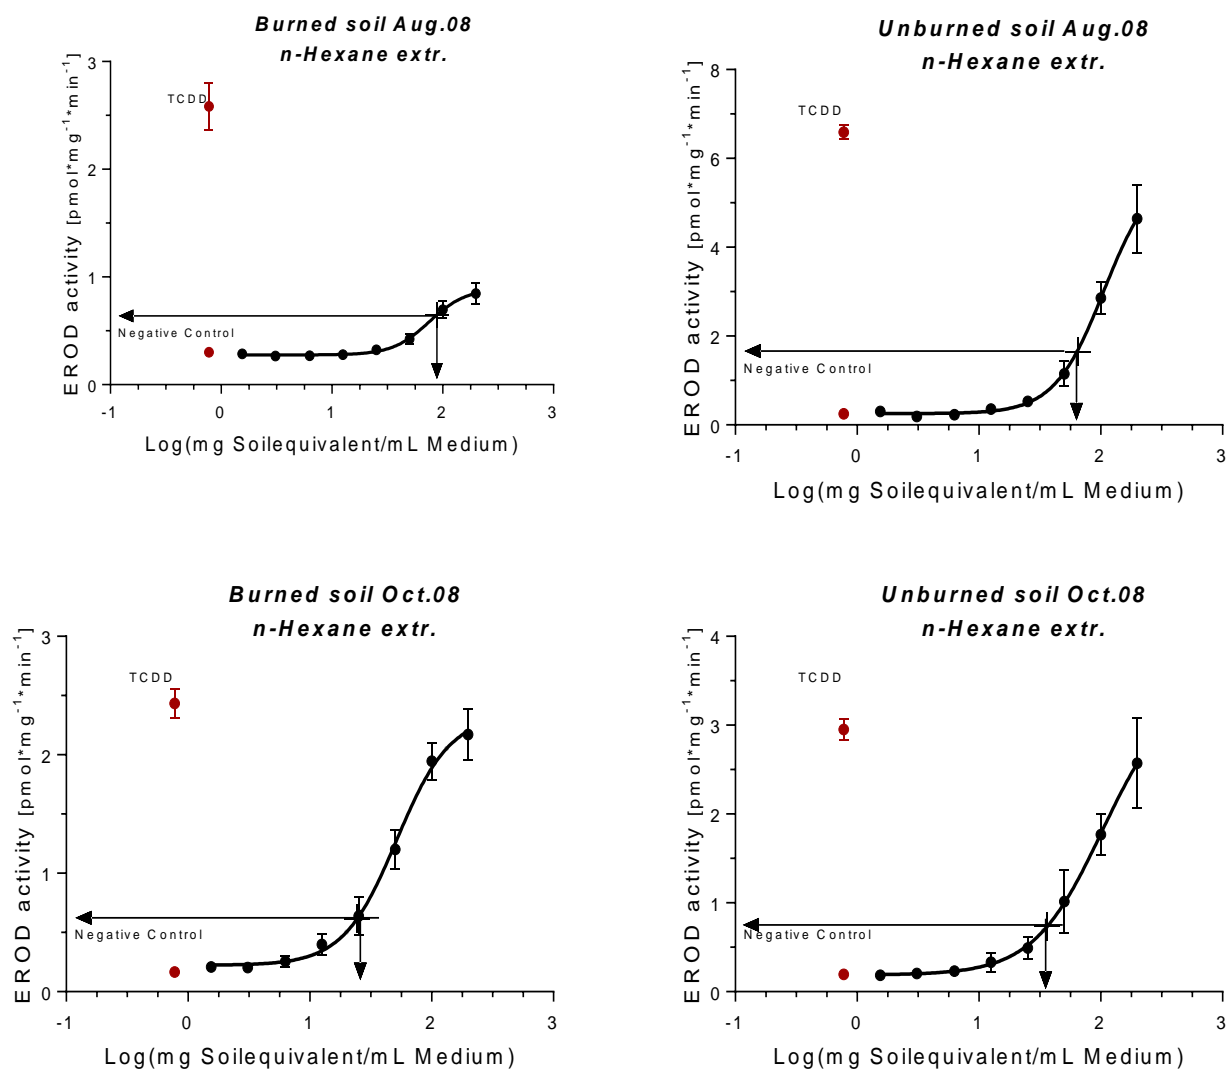 Burned soil Aug.08
n-Hexane extr.
EROD activity [pmol*mg-1*min-1]
3
2
1
0
TCDD
Negative Control
-1 0 1 2 3
Log(mg Soilequivalent/mL Medium)
Unburned soil Aug.08
n-Hexane extr.
EROD activity [pmol*mg-1*min-1]
8
6
4
2
0
TCDD
Negative Control
-1 0 1 2 3
Log(mg Soilequivalent/mL Medium)
Burned soil Oct.08
n-Hexane extr.
EROD activity [pmol*mg-1*min-1]
3
2
1
0
TCDD
Negative Control
-1 0 1 2 3
Log(mg Soilequivalent/mL Medium)
Unburned soil Oct.08
n-Hexane extr.
EROD activity [pmol*mg-1*min-1]
4
3
2
1
0
TCDD
Negative Control
-1 0 1 2 3
Log(mg Soilequivalent/mL Medium)